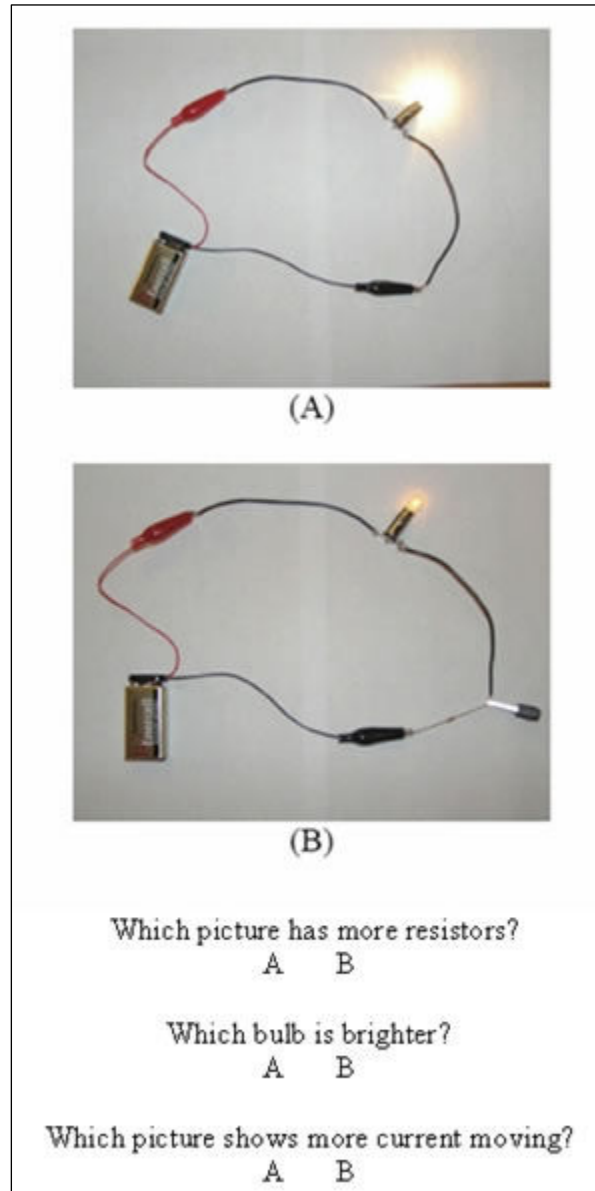 (A)
(B)
Which picture has more resistors?
A B
Which bulb is brighter?
A B
Which picture shows more current moving?
A B